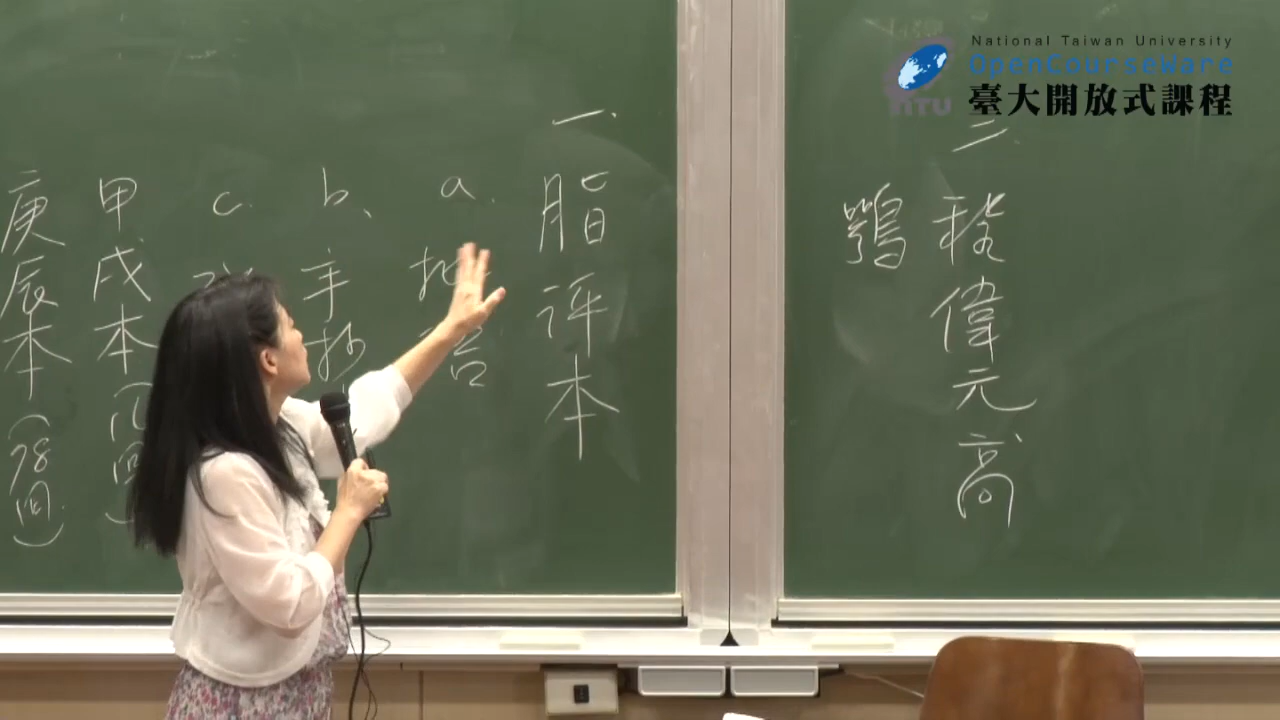 National Taiwan University
OpenCourseWare
NTU
臺大開放式課程
一.
脂評本
a.
b、
手抄
c.
甲戌本
庚辰本(78回)
二.
程偉元高
鶚